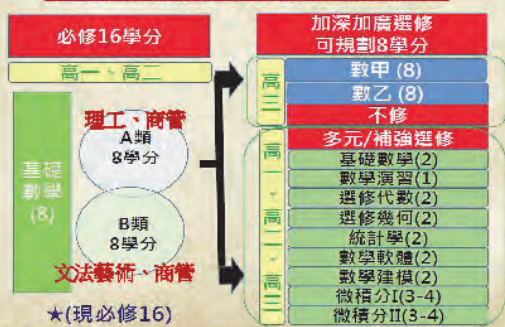 必修16學分
高一、高二
基礎
數學
(8)
理工、商管
A類
8學分
B類
8學分
文法藝術、商管
★(現必修16)
加深加廣選修
可規劃8學分
高三
數甲 (8)
數乙 (8)
不修
高一、高二、高三
多元/補強選修
基礎數學(2)
數學演習(1)
選修代數(2)
選修幾何(2)
統計學(2)
數學軟體(2)
數學建模(2)
微積分I(3-4)
微積分II(3-4)